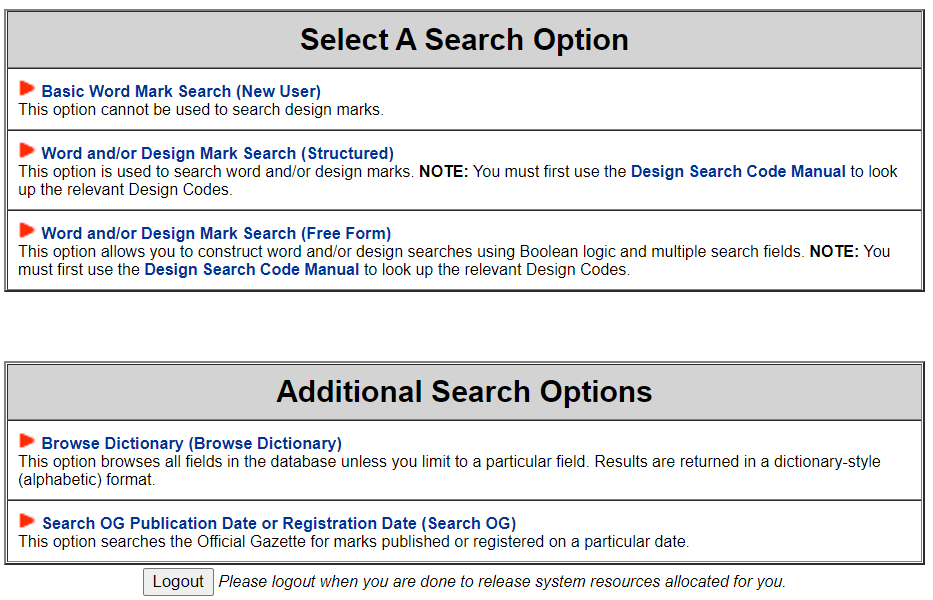 Select A Search Option
Basic Word Mark Search (New User)
This option cannot be used to search design marks.
Word and/or Design Mark Search (Structured)
This option is used to search word and/or design marks. NOTE: You must first use the Design Search Code Manual to look
up the relevant Design Codes.
Word and/or Design Mark Search (Free Form)
This option allows you to construct word and/or design searches using Boolean logic and multiple search fields. NOTE: You
must first use the Design Search Code Manual to look up the relevant Design Codes.
Additional Search Options
Browse Dictionary (Browse Dictionary)
This option browses all fields in the database unless you limit to a particular field. Results are returned in a dictionary-style
(alphabetic) format.
Search OG Publication Date or Registration Date (Search OG)
This option searches the Official Gazette for marks published or registered on a particular date.
Logout Please logout when you are done to release system resources allocated for you.